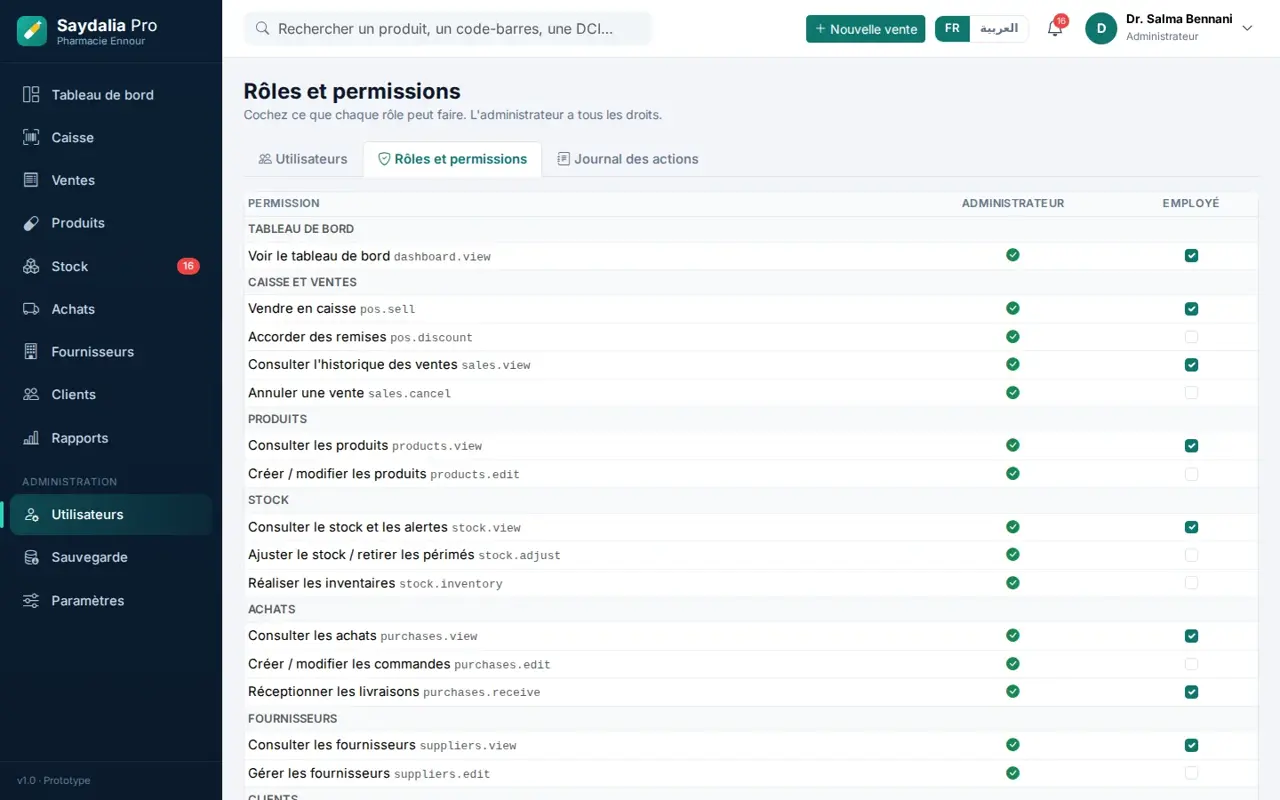 Saydalia Pro
Pharmacie Ennour
Rechercher un produit, un code-barres, une DCI...
+ Nouvelle vente
FR
العربية
16
D
Dr. Salma Bennani
Administrateur
Tableau de bord
Caisse
Ventes
Produits
Stock
16
Achats
Fournisseurs
Clients
Rapports
ADMINISTRATION
Utilisateurs
Sauvegarde
Paramètres
v1.0 · Prototype
Rôles et permissions
Cochez ce que chaque rôle peut faire. L'administrateur a tous les droits.
Utilisateurs
Rôles et permissions
Journal des actions
PERMISSION ADMINISTRATEUR EMPLOYÉ
TABLEAU DE BORD
Voir le tableau de bord dashboard.view
CAISSE ET VENTES
Vendre en caisse pos.sell
Accorder des remises pos.discount
Consulter l'historique des ventes sales.view
Annuler une vente sales.cancel
PRODUITS
Consulter les produits products.view
Créer / modifier les produits products.edit
STOCK
Consulter le stock et les alertes stock.view
Ajuster le stock / retirer les périmés stock.adjust
Réaliser les inventaires stock.inventory
ACHATS
Consulter les achats purchases.view
Créer / modifier les commandes purchases.edit
Réceptionner les livraisons purchases.receive
FOURNISSEURS
Consulter les fournisseurs suppliers.view
Gérer les fournisseurs suppliers.edit
CLIENTS